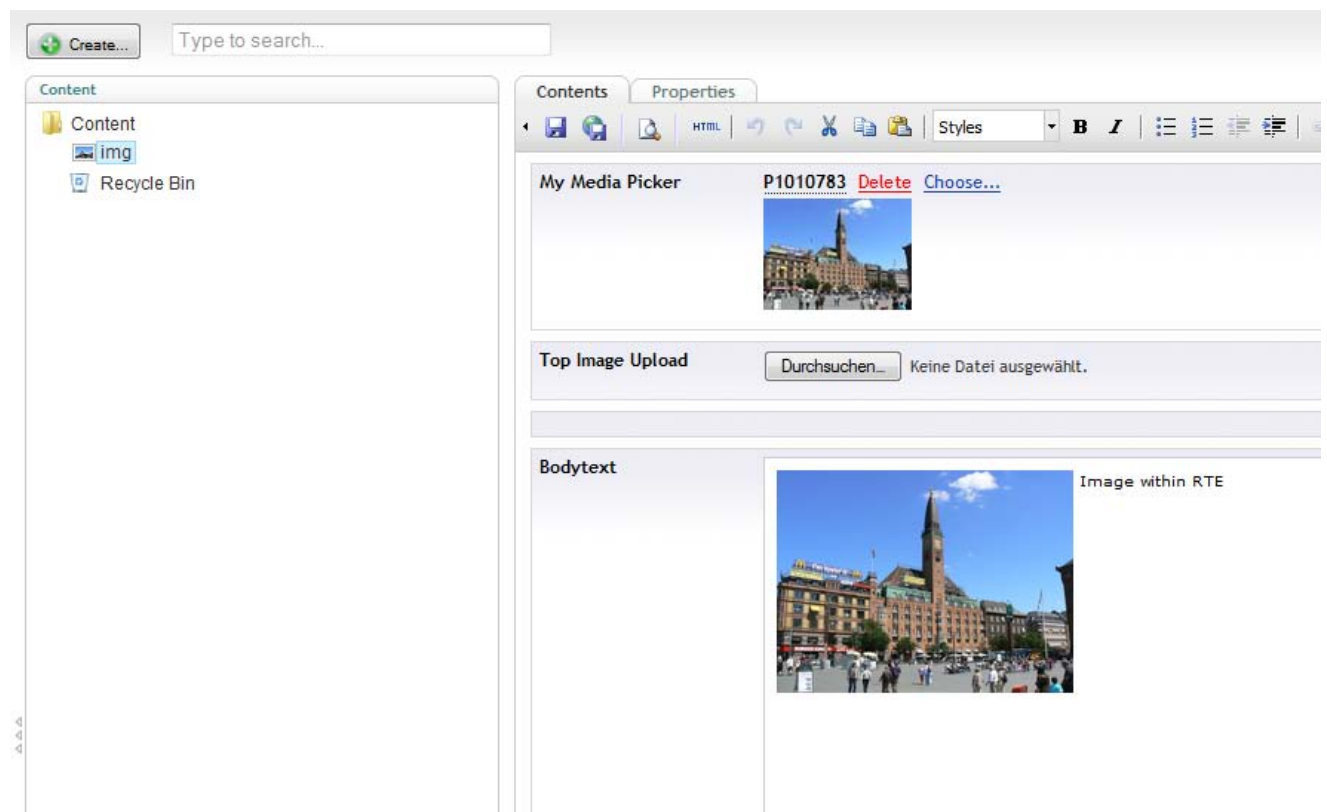 Create...
Type to search...
Content
Content
img
Recycle Bin
Contents Properties
HTML Styles B I
My Media Picker
P1010783 Delete Choose...
Top Image Upload
Durchsuchen... Keine Datei ausgewählt.
Bodytext
Image within RTE